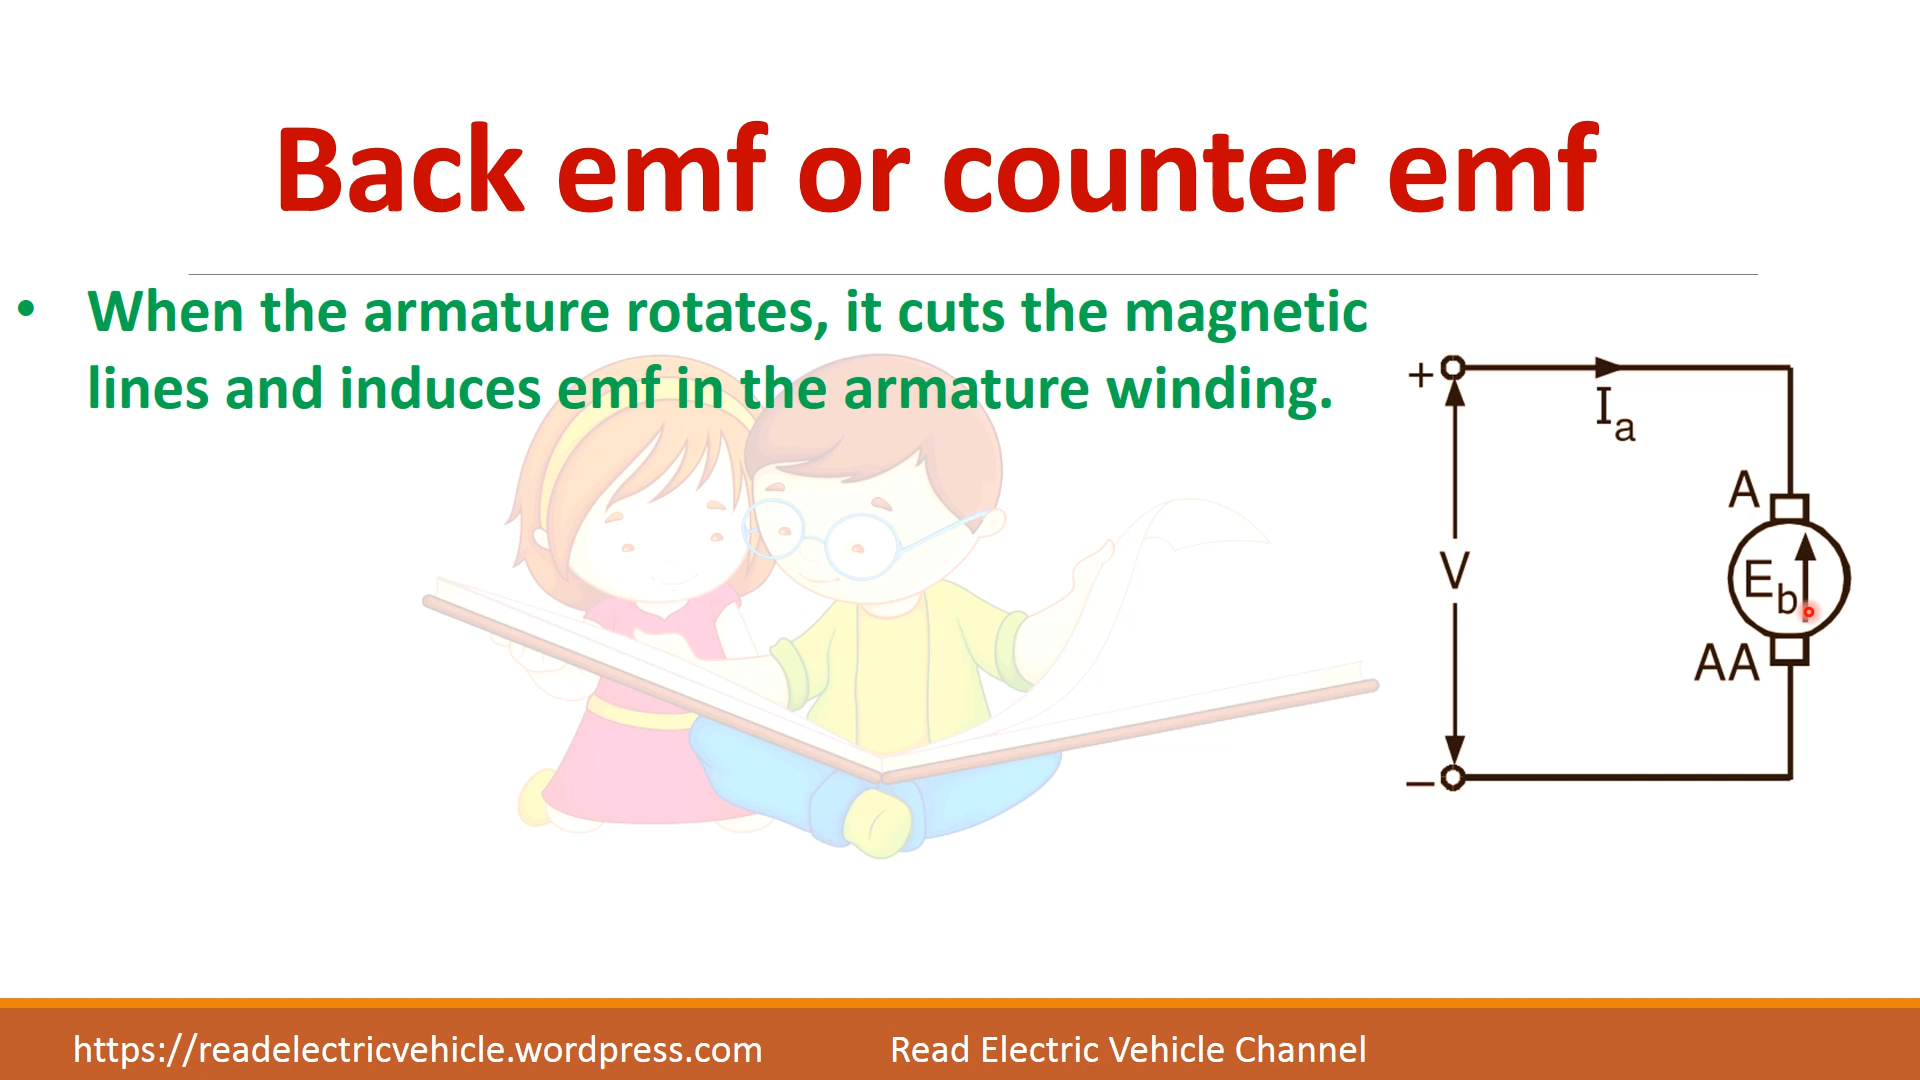 Back emf or counter emf
• When the armature rotates, it cuts the magnetic
lines and induces emf in the armature winding.
+
Ia
A
V
Eb
AA
–
https://readelectricvehicle.wordpress.com
Read Electric Vehicle Channel